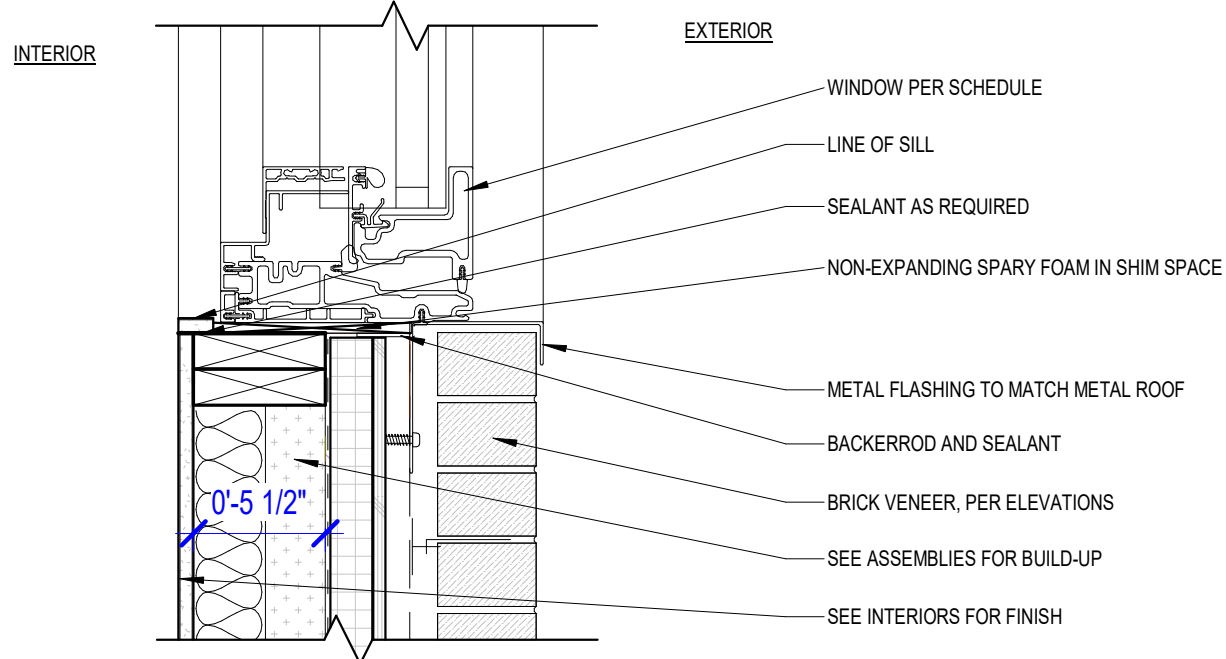 INTERIOR
EXTERIOR
WINDOW PER SCHEDULE
LINE OF SILL
SEALANT AS REQUIRED
NON-EXPANDING SPARY FOAM IN SHIM SPACE
METAL FLASHING TO MATCH METAL ROOF
BACKERROD AND SEALANT
0'-5 1/2"
BRICK VENEER, PER ELEVATIONS
SEE ASSEMBLIES FOR BUILD-UP
SEE INTERIORS FOR FINISH